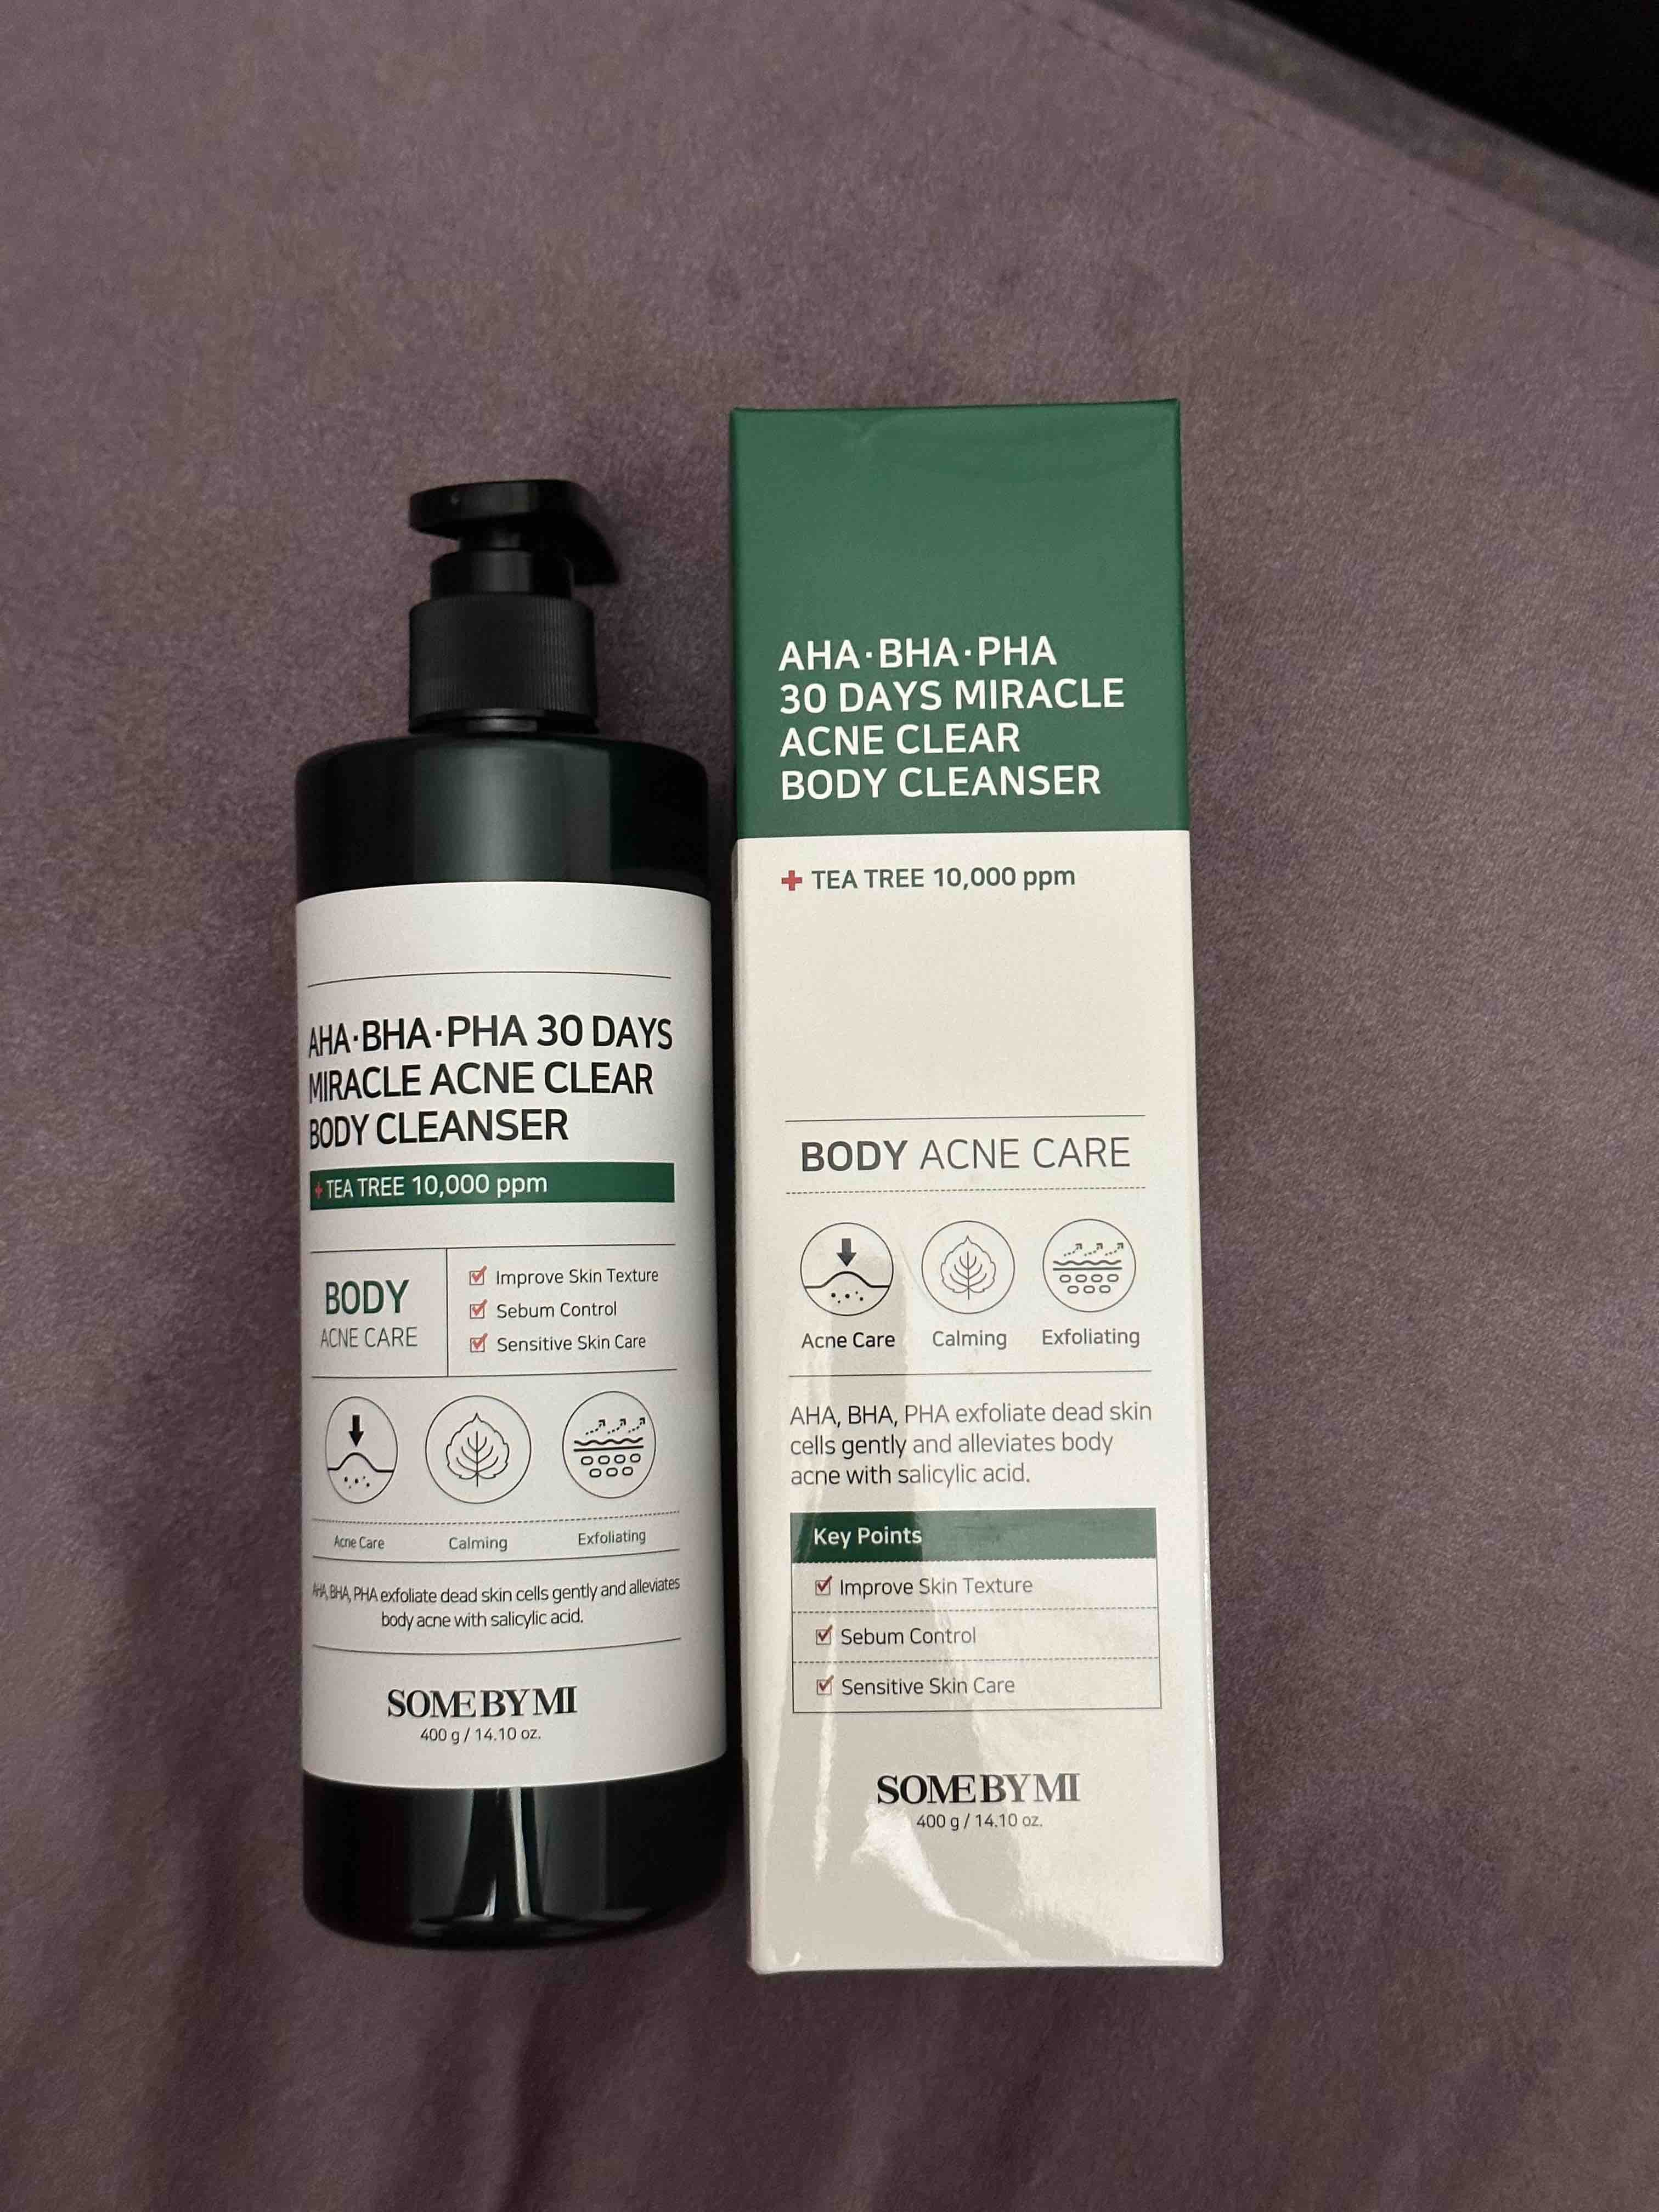 AHA·BHA·PHA 30 DAYS
MIRACLE ACNE CLEAR
BODY CLEANSER
+ TEA TREE 10,000 ppm
BODY
ACNE CARE
Improve Skin Texture
Sebum Control
Sensitive Skin Care
Acne Care
Calming
Exfoliating
AHA, BHA, PHA exfoliate dead skin cells gently and alleviates
body acne with salicylic acid.
SOME BY MI
400 g / 14.10 oz.
AHA·BHA·PHA
30 DAYS MIRACLE
ACNE CLEAR
BODY CLEANSER
+ TEA TREE 10,000 ppm
BODY ACNE CARE
Acne Care
Calming
Exfoliating
AHA, BHA, PHA exfoliate dead skin
cells gently and alleviates body
acne with salicylic acid.
Key Points
Improve Skin Texture
Sebum Control
Sensitive Skin Care
SOME BY MI
400 g / 14.10 oz.